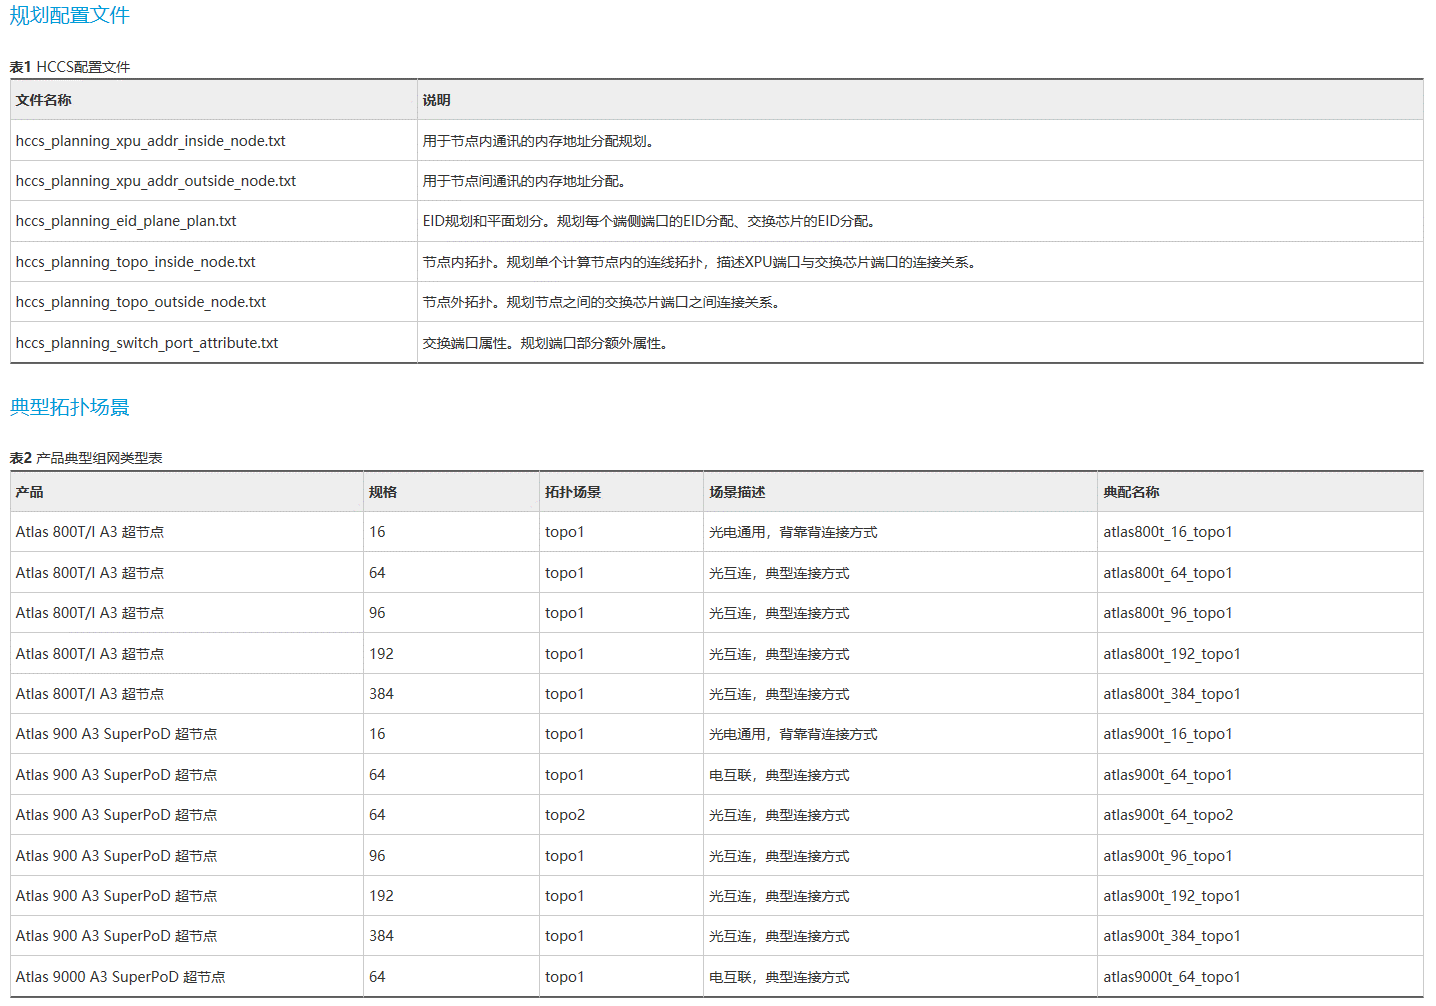 规划配置文件
表1 HCCS配置文件
文件名称 说明
hccs_planning_xpu_addr_inside_node.txt 用于节点内通讯的内存地址分配规划。
hccs_planning_xpu_addr_outside_node.txt 用于节点间通讯的内存地址分配。
hccs_planning_eid_plane_plan.txt EID规划和平面划分。规划每个端侧端口的EID分配、交换芯片的EID分配。
hccs_planning_topo_inside_node.txt 节点内拓扑。规划单个计算节点内的连线拓扑，描述XPU端口与交换芯片端口的连接关系。
hccs_planning_topo_outside_node.txt 节点外拓扑。规划节点之间的交换芯片端口之间连接关系。
hccs_planning_switch_port_attribute.txt 交换端口属性。规划端口部分额外属性。
典型拓扑场景
表2 产品典型组网类型表
产品 规格 拓扑场景 场景描述 典配名称
Atlas 800T/I A3 超节点 16 topo1 光电通用，背靠背连接方式 atlas800t_16_topo1
Atlas 800T/I A3 超节点 64 topo1 光互连，典型连接方式 atlas800t_64_topo1
Atlas 800T/I A3 超节点 96 topo1 光互连，典型连接方式 atlas800t_96_topo1
Atlas 800T/I A3 超节点 192 topo1 光互连，典型连接方式 atlas800t_192_topo1
Atlas 800T/I A3 超节点 384 topo1 光互连，典型连接方式 atlas800t_384_topo1
Atlas 900 A3 SuperPoD 超节点 16 topo1 光电通用，背靠背连接方式 atlas900t_16_topo1
Atlas 900 A3 SuperPoD 超节点 64 topo1 电互联，典型连接方式 atlas900t_64_topo1
Atlas 900 A3 SuperPoD 超节点 64 topo2 光互连，典型连接方式 atlas900t_64_topo2
Atlas 900 A3 SuperPoD 超节点 96 topo1 光互连，典型连接方式 atlas900t_96_topo1
Atlas 900 A3 SuperPoD 超节点 192 topo1 光互连，典型连接方式 atlas900t_192_topo1
Atlas 900 A3 SuperPoD 超节点 384 topo1 光互连，典型连接方式 atlas900t_384_topo1
Atlas 9000 A3 SuperPoD 超节点 64 topo1 电互联，典型连接方式 atlas9000t_64_topo1